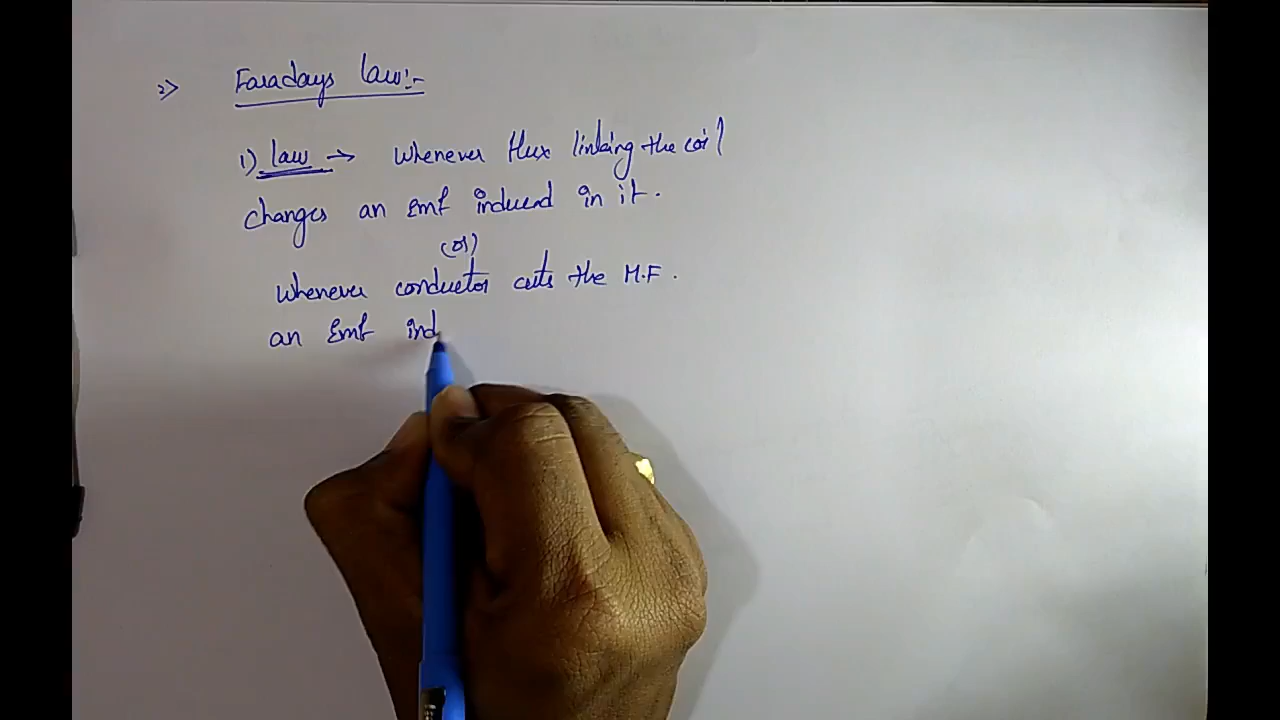 2> Faradays law:-
1) law → Whenever flux linking the coil
changes an Emf induced in it.
(or)
Whenever conductor cuts the M.F.
an Emf ind